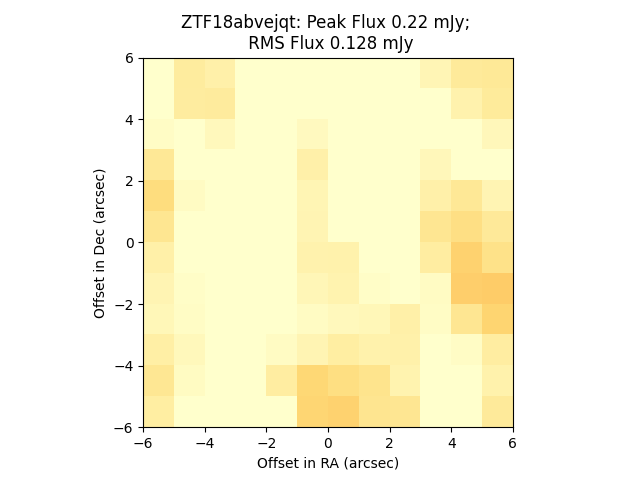 ZTF18abvejqt: Peak Flux 0.22 mJy;
RMS Flux 0.128 mJy
6
4
2
0
−2
−4
−6
Offset in Dec (arcsec)
−6 −4 −2 0 2 4 6
Offset in RA (arcsec)